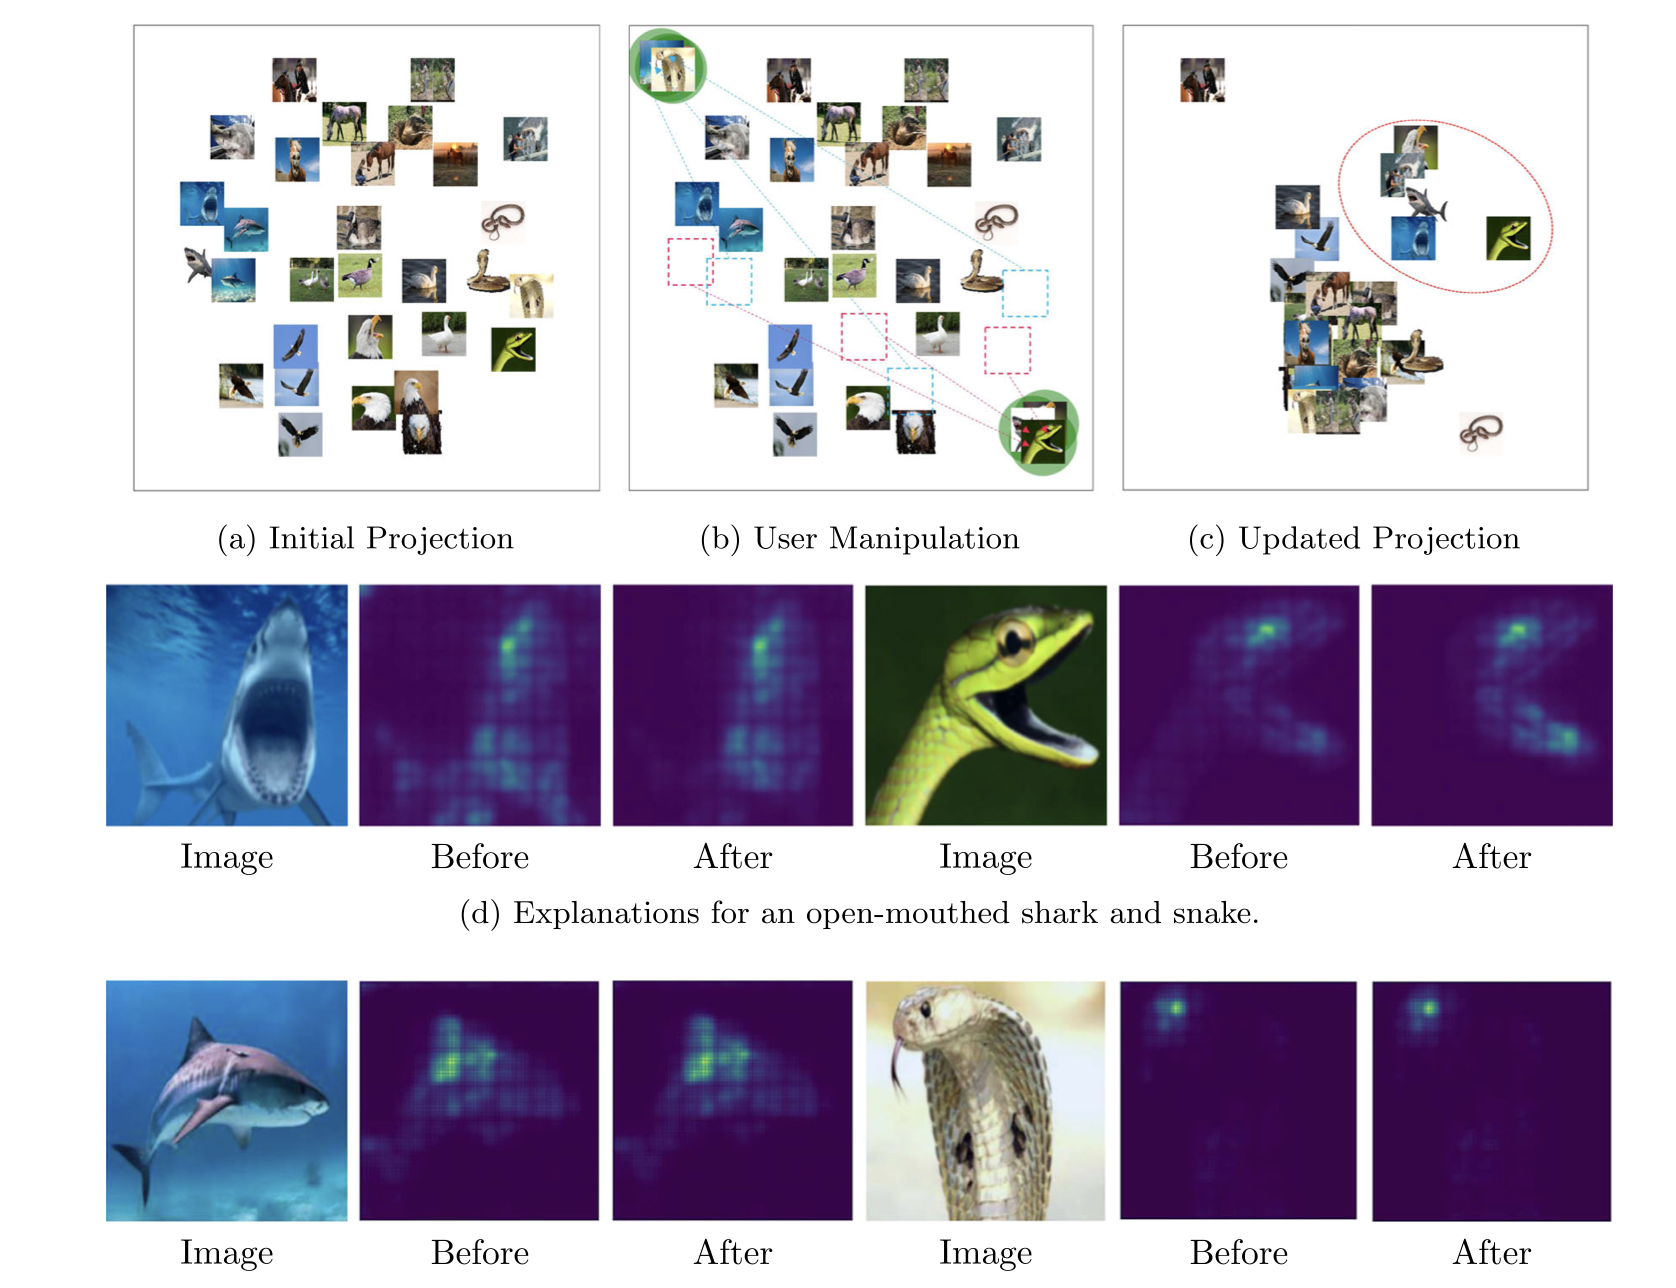 (a) Initial Projection
(b) User Manipulation
(c) Updated Projection
Image Before After Image Before After
(d) Explanations for an open-mouthed shark and snake.
Image Before After Image Before After